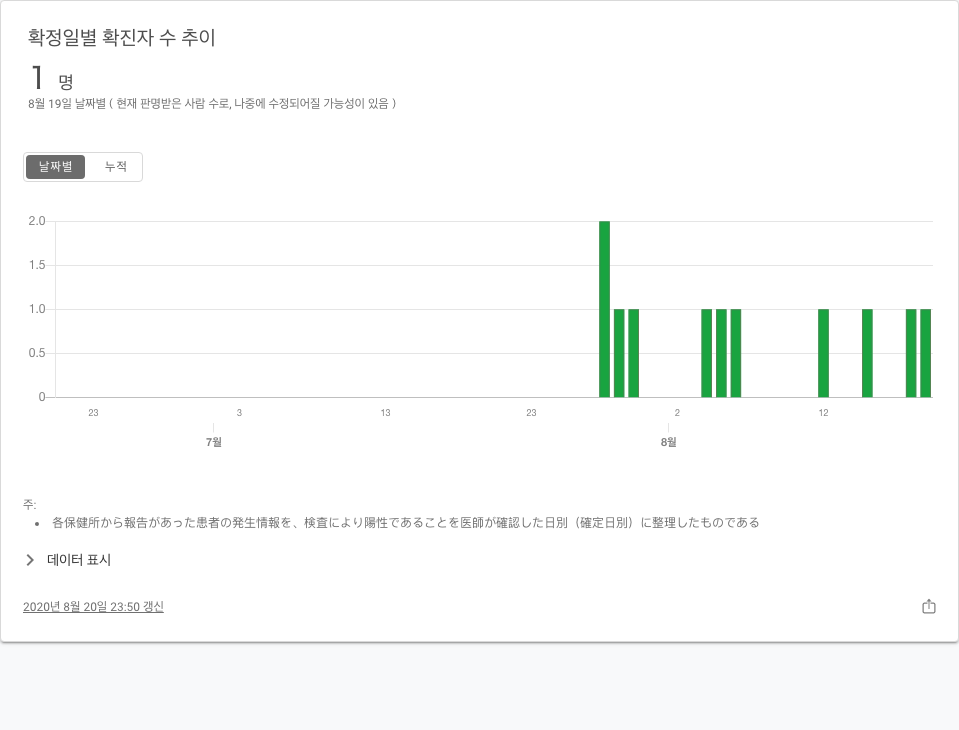 확정일별 확진자 수 추이
1 명
8월 19일 날짜별 ( 현재 판명받은 사람 수로, 나중에 수정되어질 가능성이 있음 )
날짜별 누적
2.0
1.5
1.0
0.5
0
23 3 13 23 2 12
7월 8월
주:
• 各保健所から報告があった患者の発生情報を、検査により陽性であることを医師が確認した日別（確定日別）に整理したものである
데이터 표시
2020년 8월 20일 23:50 갱신